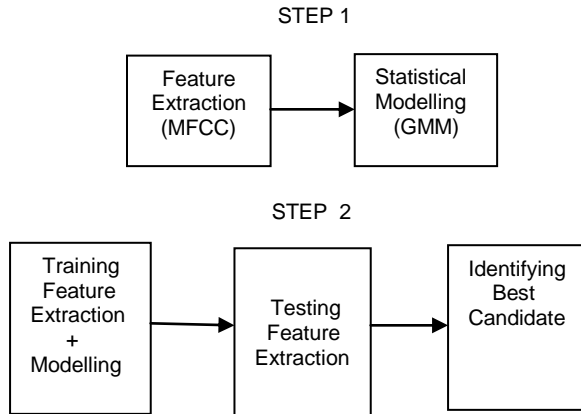 STEP 1
Feature
Extraction
(MFCC)
Statistical
Modelling
(GMM)
STEP 2
Training
Feature
Extraction
+
Modelling
Testing
Feature
Extraction
Identifying
Best
Candidate